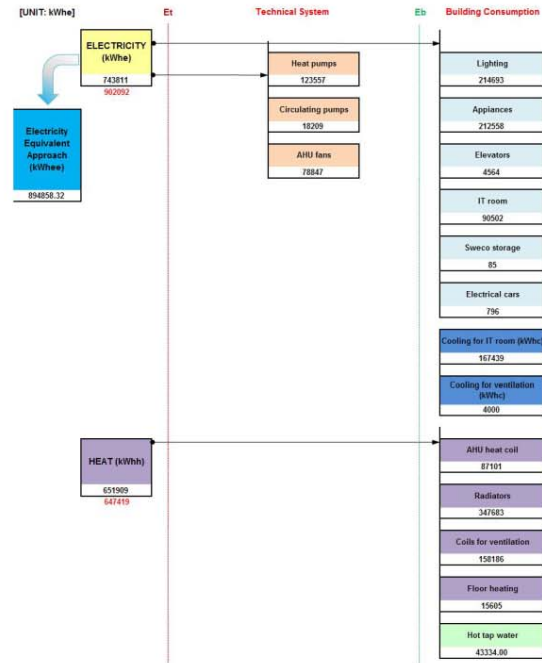 [UNIT: kWhe]
Et
Technical System
Eb
Building Consumption
ELECTRICITY
(kWhe)
743811
902092
Electricity
Equivalent
Approach
(kWhee)
894858.32
Heat pumps
123557
Circulating pumps
18209
AHU fans
78847
Lighting
214693
Appliances
212558
Elevators
4564
IT room
90502
Sweco storage
85
Electrical cars
796
Cooling for IT room (kWhc)
167439
Cooling for ventilation
(kWhc)
4000
HEAT (kWhh)
651909
647419
AHU heat coil
87101
Radiators
347683
Coils for ventilation
158186
Floor heating
15605
Hot tap water
43334.00